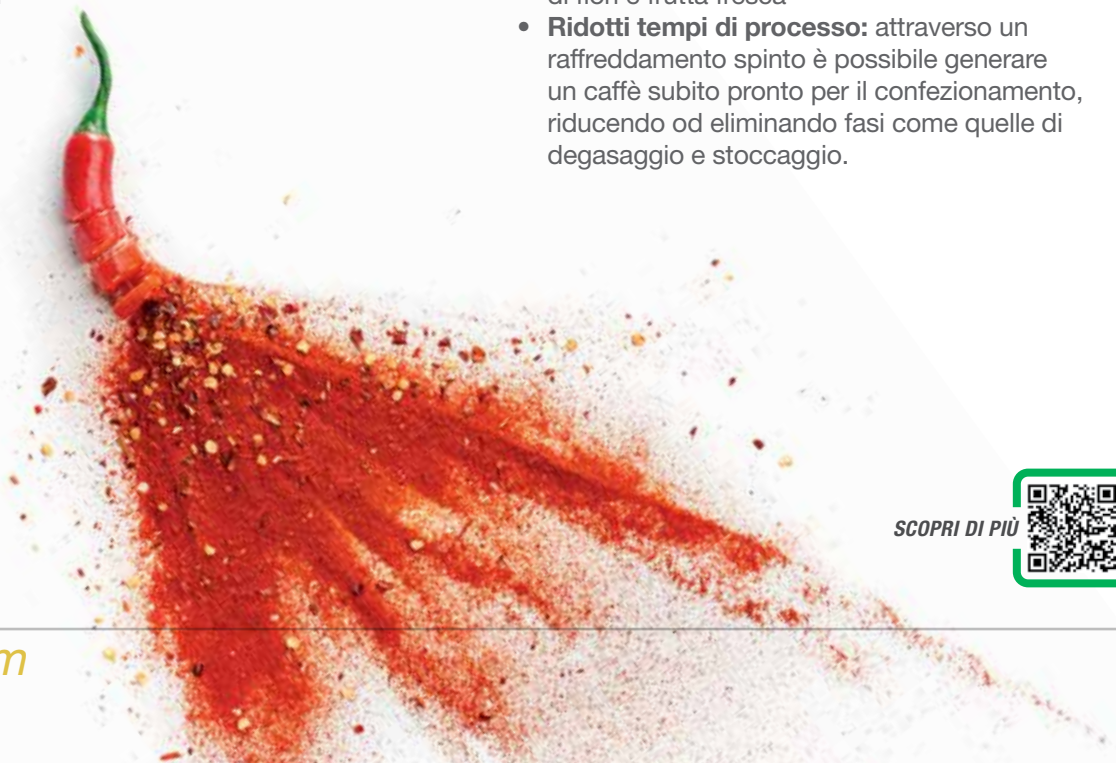 • Ridotti tempi di processo: attraverso un
raffreddamento spinto è possibile generare
un caffè subito pronto per il confezionamento,
riducendo od eliminando fasi come quelle di
degasaggio e stoccaggio.
SCOPRI DI PIÙ
m